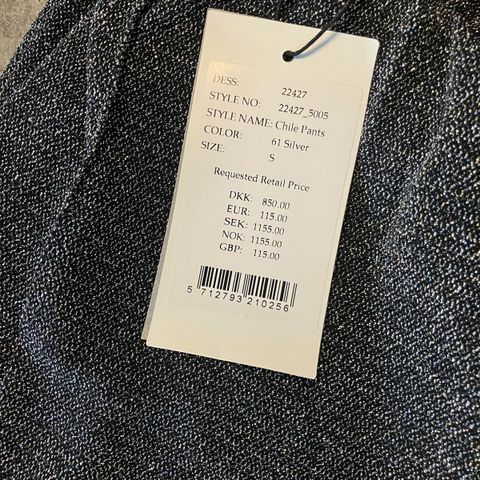 DESS: 22427
STYLE NO: 22427_5005
STYLE NAME: Chile Pants
COLOR: 61 Silver
SIZE: S
Requested Retail Price
DKK: 850.00
EUR: 115.00
SEK: 1155.00
NOK: 1155.00
GBP: 115.00
5 712793 210256